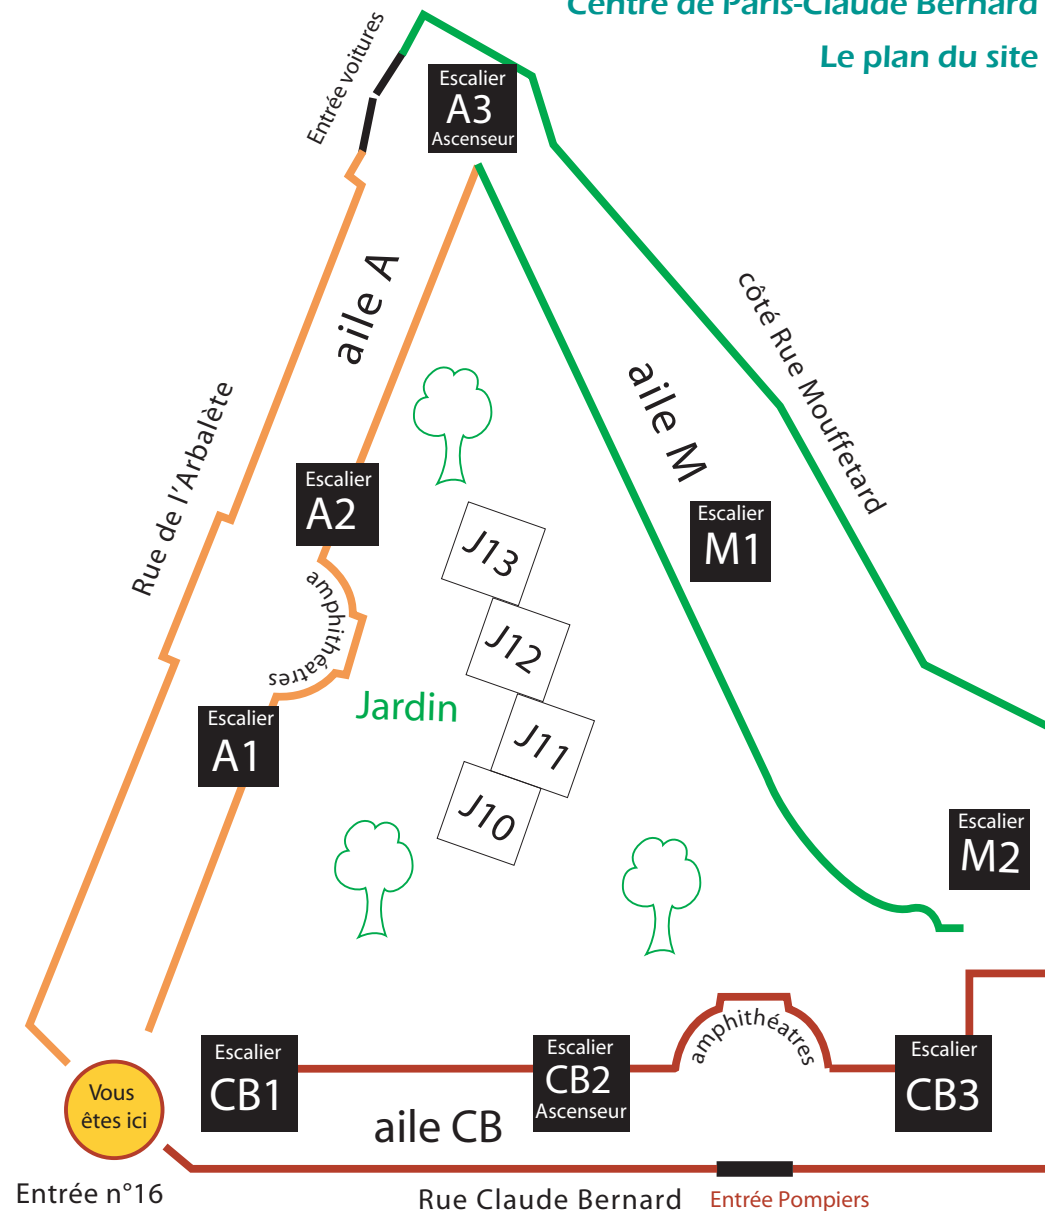 Centre de Paris-Claude Bernard
Le plan du site
Entrée voitures
Escalier
A3
Ascenseur
aile A
côté Rue Mouffetard
aile M
Rue de l'Arbalète
Escalier
A2
Escalier
M1
J13
amphithéatres
J12
Jardin
Escalier
A1
J11
J10
Escalier
M2
amphithéatres
Escalier
CB1
Escalier
CB2
Ascenseur
Escalier
CB3
Vous
êtes ici
aile CB
Entrée n°16
Rue Claude Bernard
Entrée Pompiers